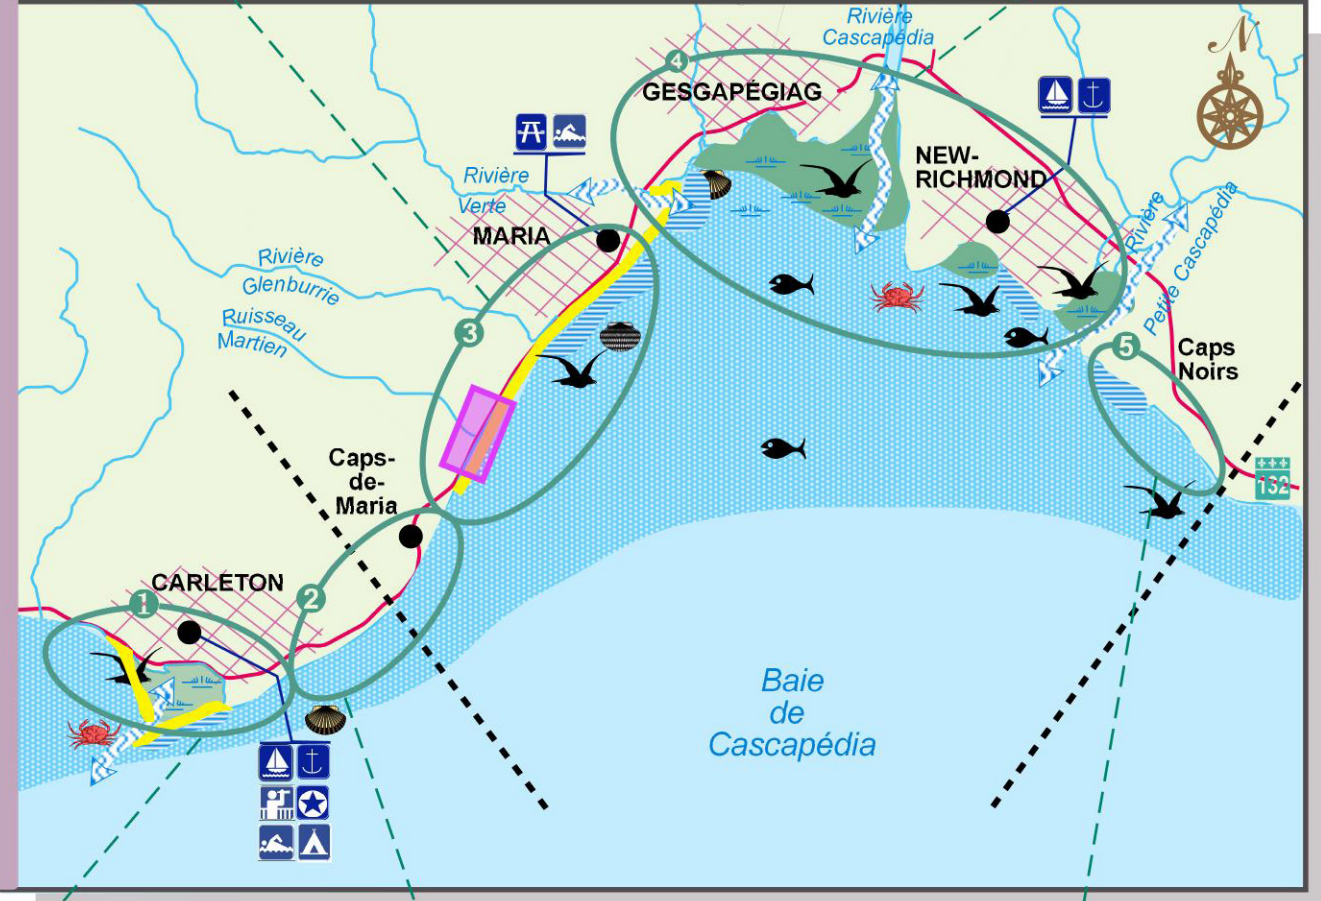 Rivière
Cascapédia
N
4
GESGAPÉGIAG
NEW-
RICHMOND
Rivière
Verte
MARIA
Rivière
Petite Cascapédia
Rivière
Glenburrie
Ruisseau
Martien
3
5
Caps
Noirs
Caps-
de-
Maria
132
CARLETON
1
2
Baie
de
Cascapédia